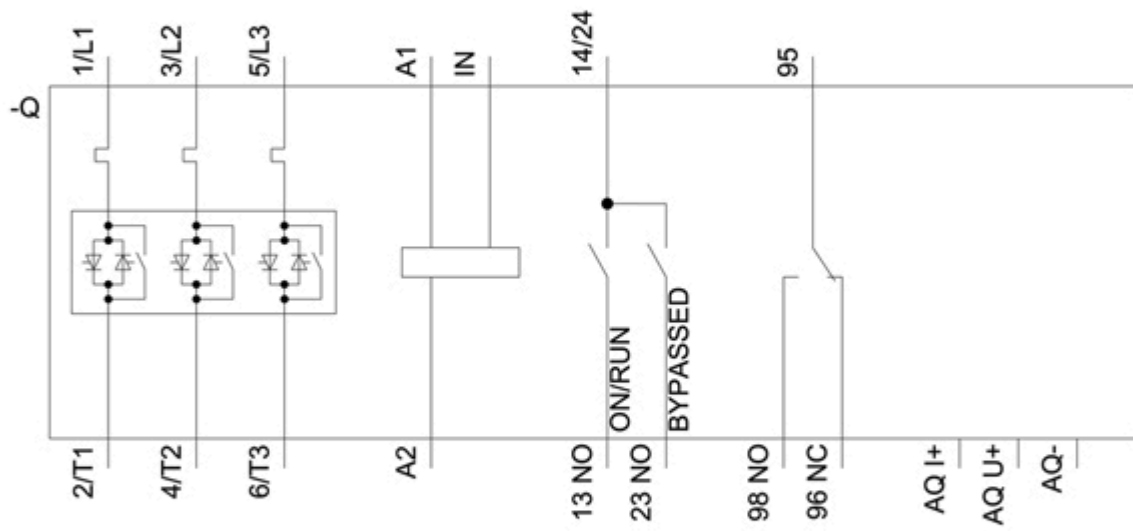 -Q
1/L1
3/L2
5/L3
A1
IN
14/24
95
ON/RUN
BYPASSED
2/T1
4/T2
6/T3
A2
13 NO
23 NO
98 NO
96 NC
AQ I+
AQ U+
AQ-